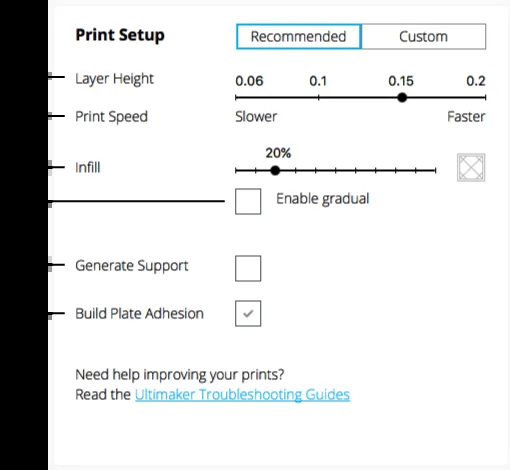 Print Setup Recommended Custom
Layer Height 0.06 0.1 0.15 0.2
Print Speed Slower Faster
20%
Infill
Enable gradual
Generate Support
Build Plate Adhesion
Need help improving your prints?
Read the Ultimaker Troubleshooting Guides